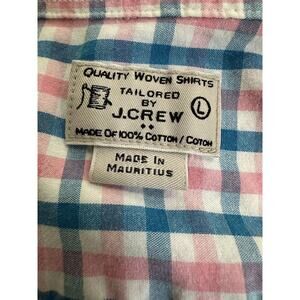 QUALITY WOVEN SHIRTS
TAILORED
BY
L
J.CREW
MADE OF 100% COTTON / COTON
MADE IN
MAURITIUS